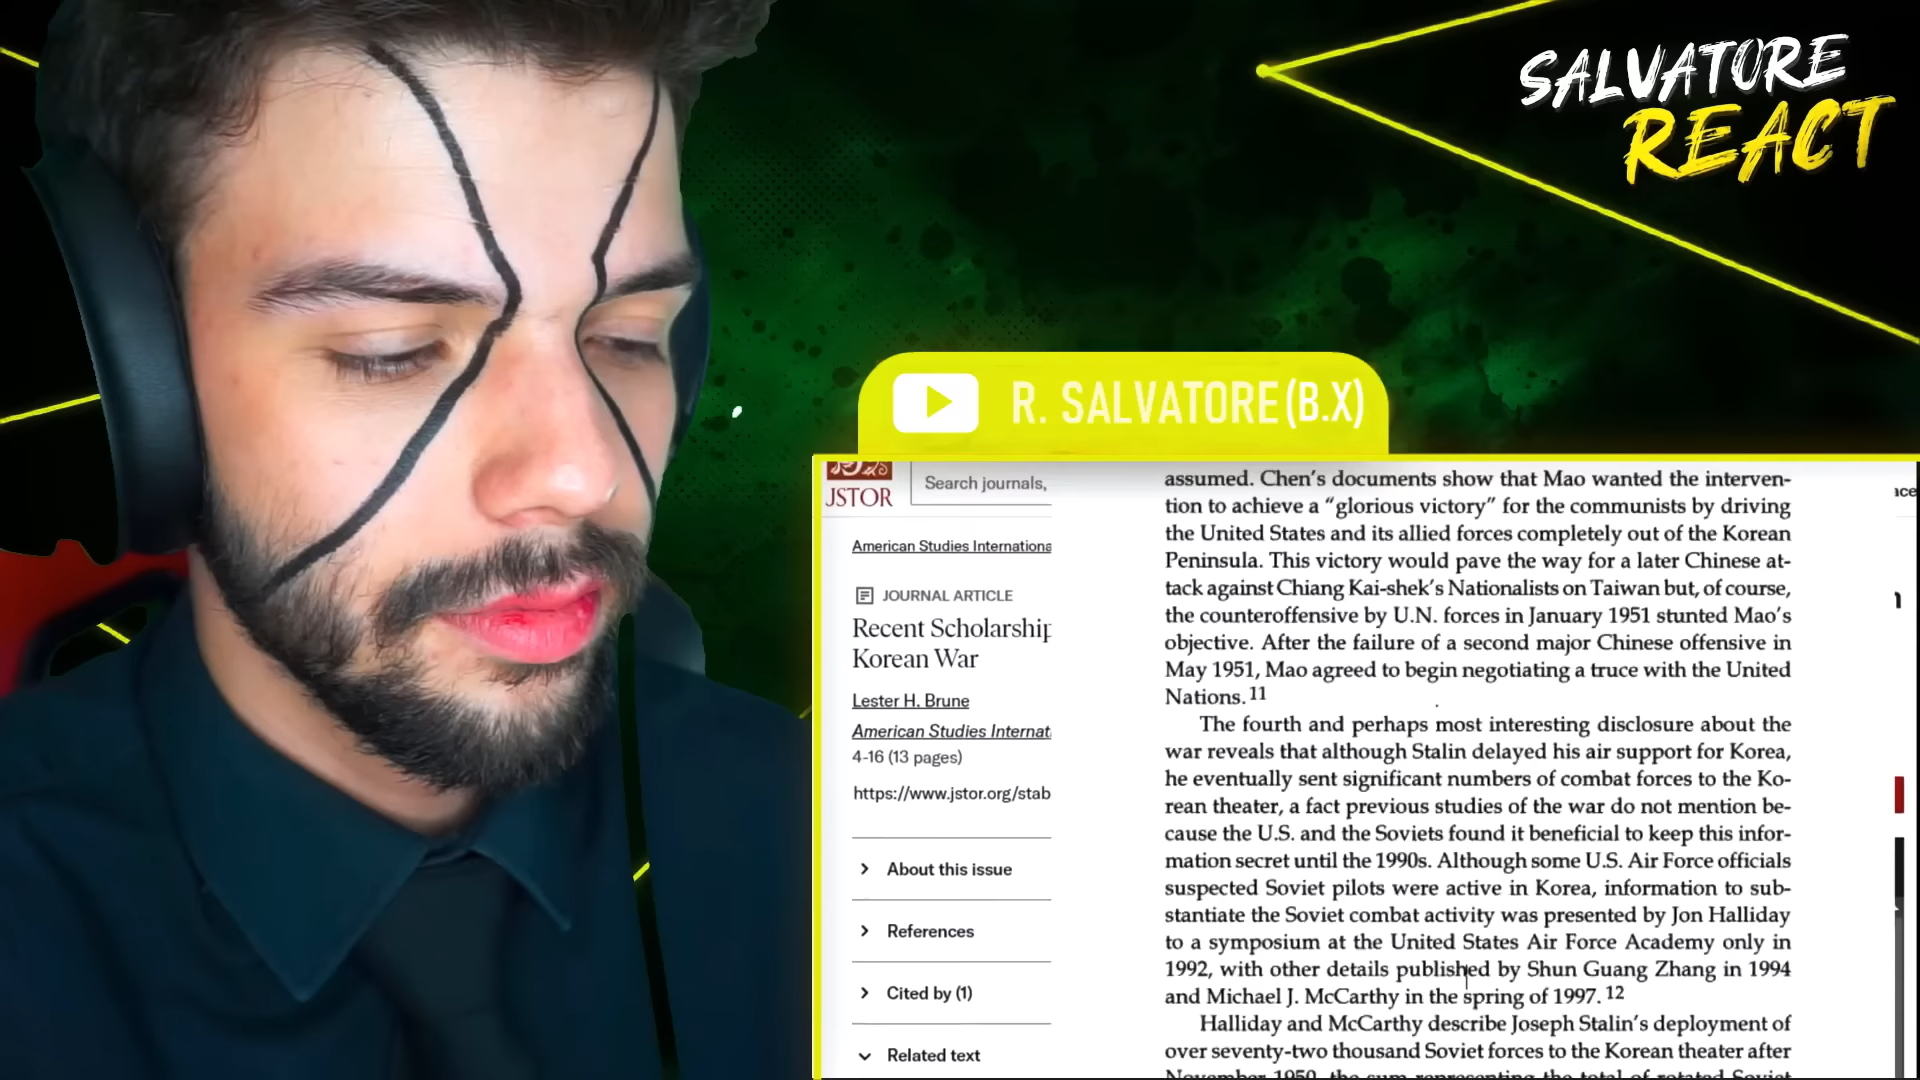 SALVATORE
REACT
R. SALVATORE(B.X)
JSTOR
Search journals,
American Studies Internationa
JOURNAL ARTICLE
Recent Scholarship
Korean War
Lester H. Brune
American Studies Internat
4-16 (13 pages)
https://www.jstor.org/stab
About this issue
References
Cited by (1)
Related text
assumed. Chen's documents show that Mao wanted the interven-
tion to achieve a “glorious victory” for the communists by driving
the United States and its allied forces completely out of the Korean
Peninsula. This victory would pave the way for a later Chinese at-
tack against Chiang Kai-shek's Nationalists on Taiwan but, of course,
the counteroffensive by U.N. forces in January 1951 stunted Mao's
objective. After the failure of a second major Chinese offensive in
May 1951, Mao agreed to begin negotiating a truce with the United
Nations.11
The fourth and perhaps most interesting disclosure about the
war reveals that although Stalin delayed his air support for Korea,
he eventually sent significant numbers of combat forces to the Ko-
rean theater, a fact previous studies of the war do not mention be-
cause the U.S. and the Soviets found it beneficial to keep this infor-
mation secret until the 1990s. Although some U.S. Air Force officials
suspected Soviet pilots were active in Korea, information to sub-
stantiate the Soviet combat activity was presented by Jon Halliday
to a symposium at the United States Air Force Academy only in
1992, with other details published by Shun Guang Zhang in 1994
and Michael J. McCarthy in the spring of 1997.12
Halliday and McCarthy describe Joseph Stalin's deployment of
over seventy-two thousand Soviet forces to the Korean theater after
November 1950, the sum representing the total of rotated Soviet